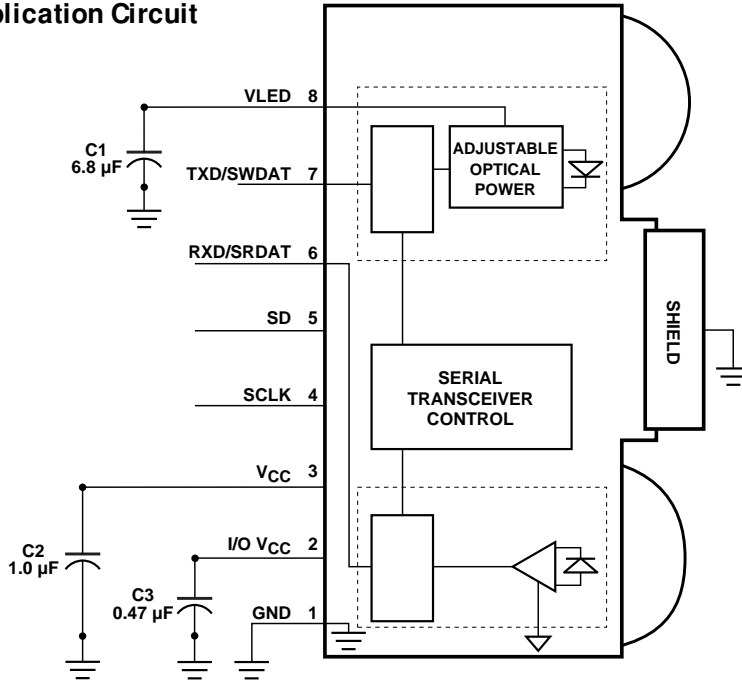 plication Circuit
VLED 8
C1
6.8 µF
TXD/SWDAT 7
ADJUSTABLE
OPTICAL
POWER
RXD/SRDAT 6
SD 5
SHIELD
SCLK 4
SERIAL
TRANSCEIVER
CONTROL
VCC 3
C2
1.0 µF
I/O VCC 2
C3
0.47 µF
GND 1